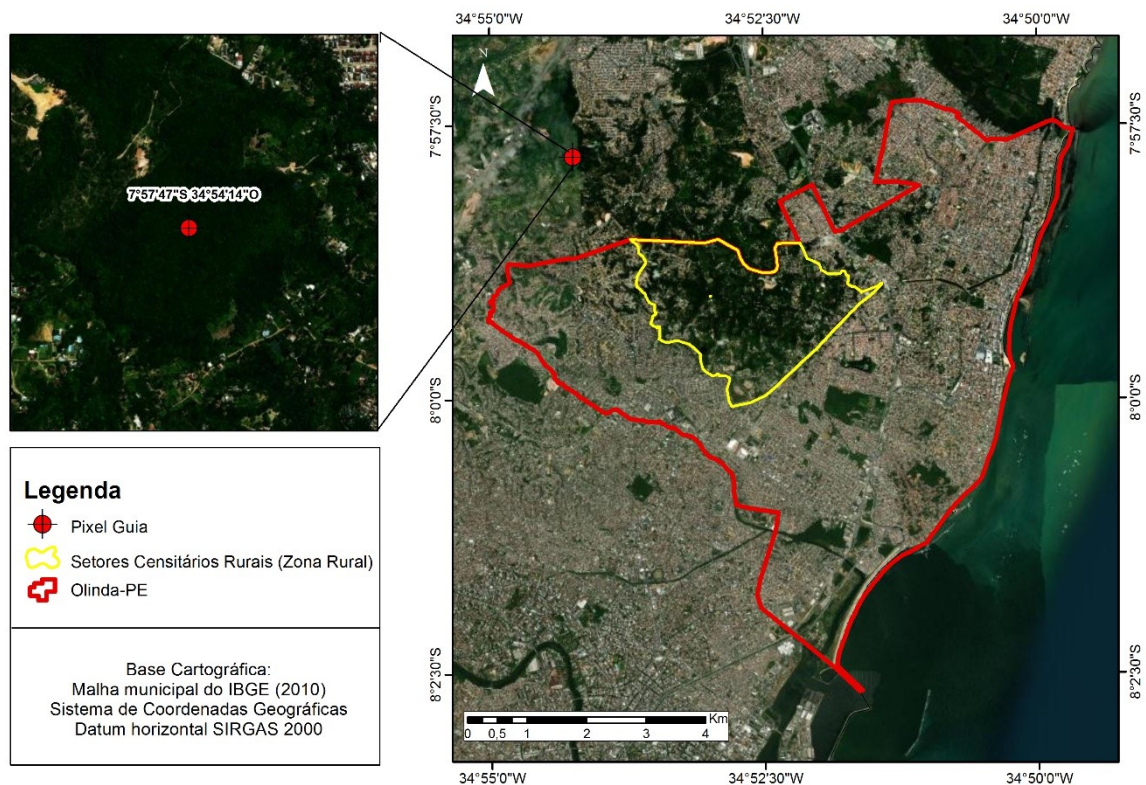 34°55'0"W 34°52'30"W 34°50'0"W
N
7°57'30"S 7°57'30"S
7°57'47"S 34°54'14"O
8°0'0"S 8°0'0"S
Legenda
Pixel Guia
Setores Censitários Rurais (Zona Rural)
Olinda-PE
Base Cartográfica:
Malha municipal do IBGE (2010)
Sistema de Coordenadas Geográficas
Datum horizontal SIRGAS 2000
8°2'30"S 8°2'30"S
Km
0 0,5 1 2 3 4
34°55'0"W 34°52'30"W 34°50'0"W